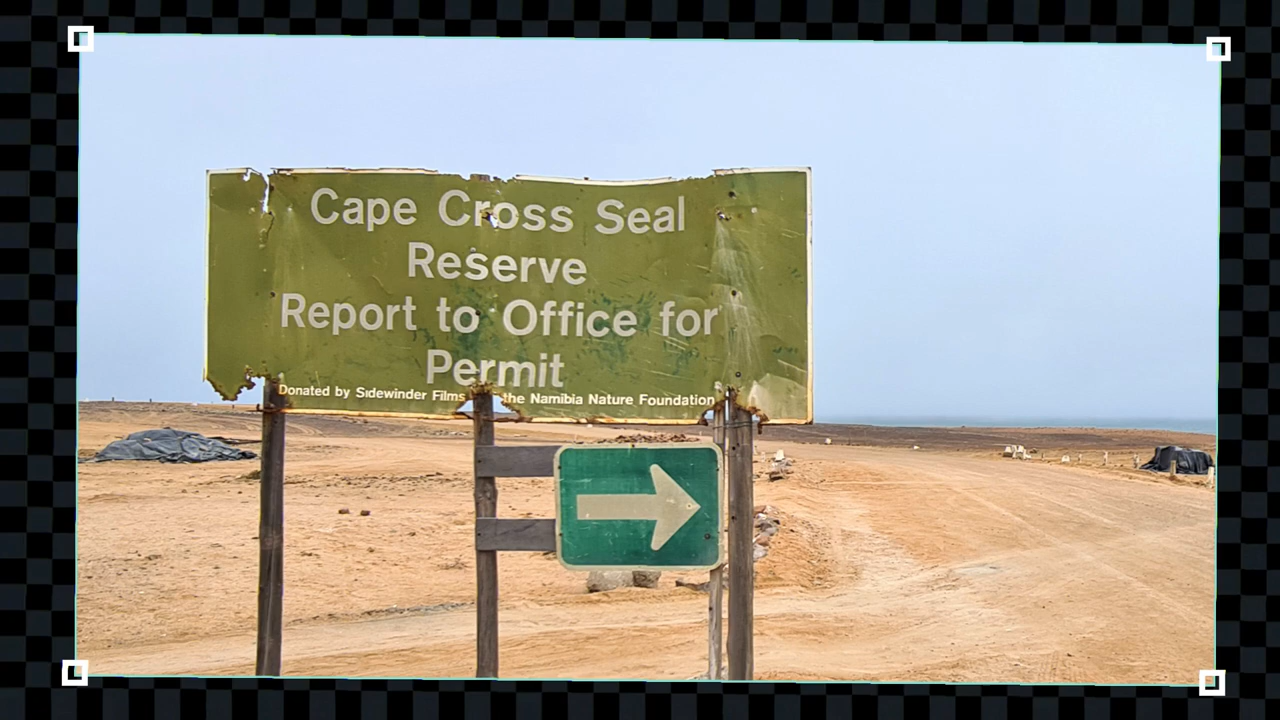 Cape Cross Seal
Reserve
Report to Office for
Permit
Donated by Sidewinder Films the Namibia Nature Foundation